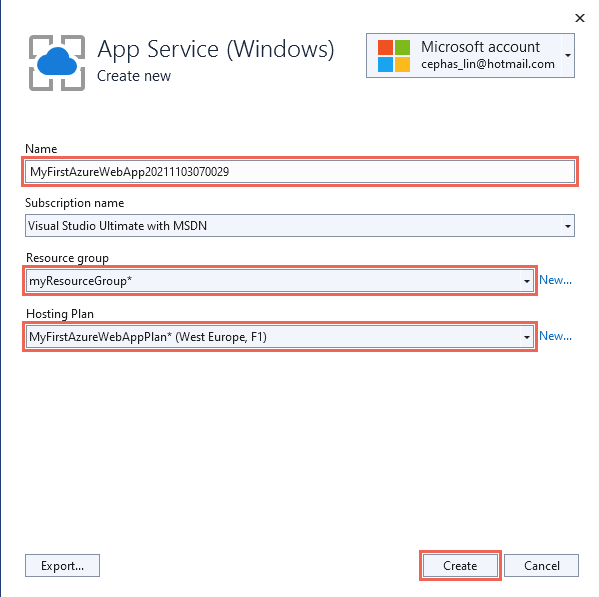 App Service (Windows)
Create new
Microsoft account
cephas_lin@hotmail.com
Name
MyFirstAzureWebApp20211103070029
Subscription name
Visual Studio Ultimate with MSDN
Resource group
myResourceGroup*
New...
Hosting Plan
MyFirstAzureWebAppPlan* (West Europe, F1)
New...
Export...
Create
Cancel